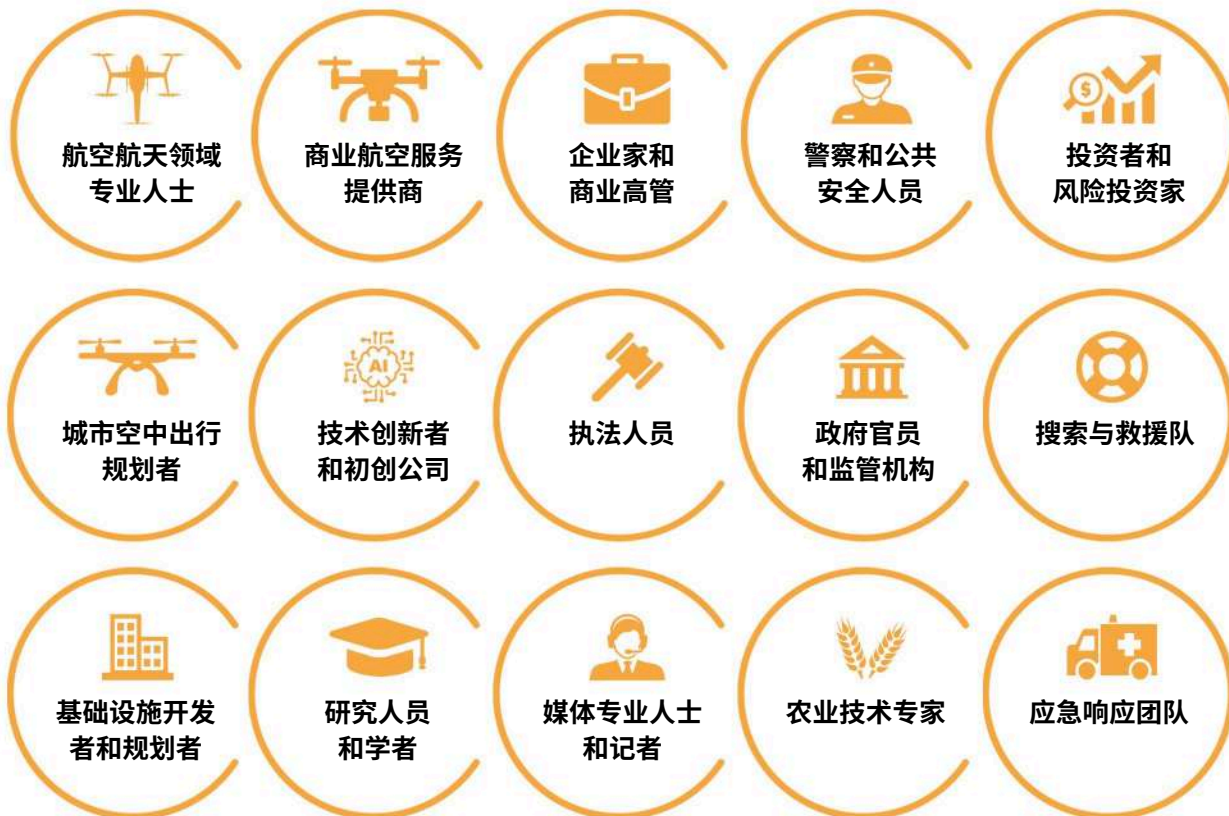 航空航天领域
专业人士
商业航空服务
提供商
企业家和
商业高管
警察和公共
安全人员
$
投资者和
风险投资家
城市空中出行
规划者
AI
技术创新者
和初创公司
执法人员
政府官员
和监管机构
搜索与救援队
基础设施开发
者和规划者
研究人员
和学者
媒体专业人士
和记者
农业技术专家
应急响应团队